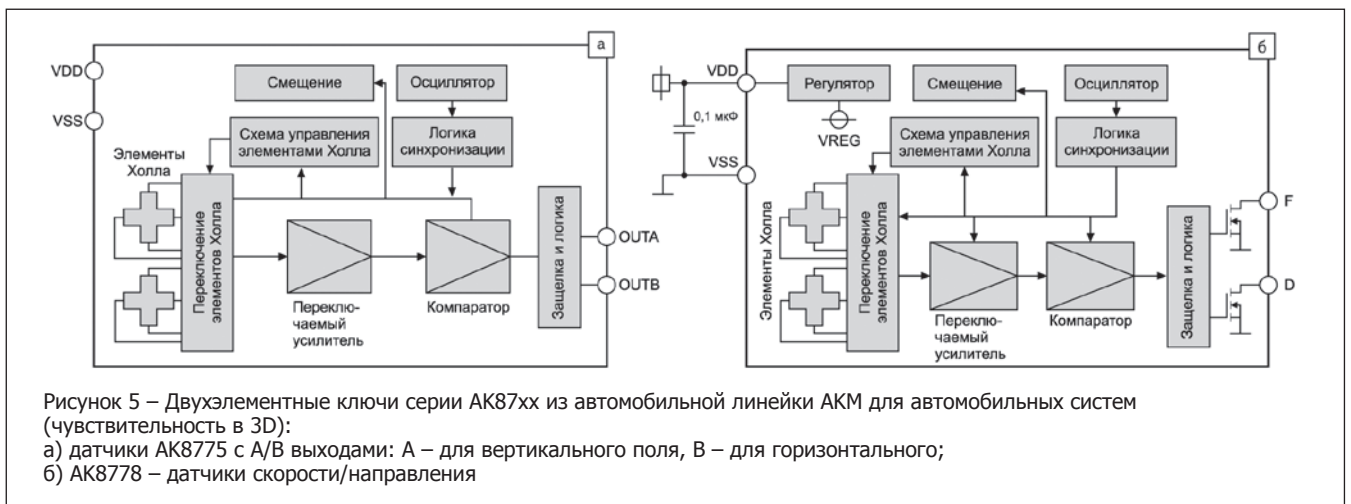 а
VDD
VSS
Смещение
Осциллятор
Схема управления
элементами Холла
Логика
синхронизации
Элементы
Холла
Переключение
элементов Холла
Переклю-
чаемый
усилитель
Компаратор
Защелка и логика
OUTA
OUTB
б
VDD
0,1 мкФ
VSS
Регулятор
VREG
Смещение
Осциллятор
Схема управления
элементами Холла
Логика
синхронизации
Элементы Холла
Переключение
элементов Холла
Переклю-
чаемый
усилитель
Компаратор
Защелка и логика
F
D
Рисунок 5 – Двухэлементные ключи серии AK87xx из автомобильной линейки AKM для автомобильных систем
(чувствительность в 3D):
а) датчики AK8775 с A/B выходами: A – для вертикального поля, B – для горизонтального;
б) AK8778 – датчики скорости/направления